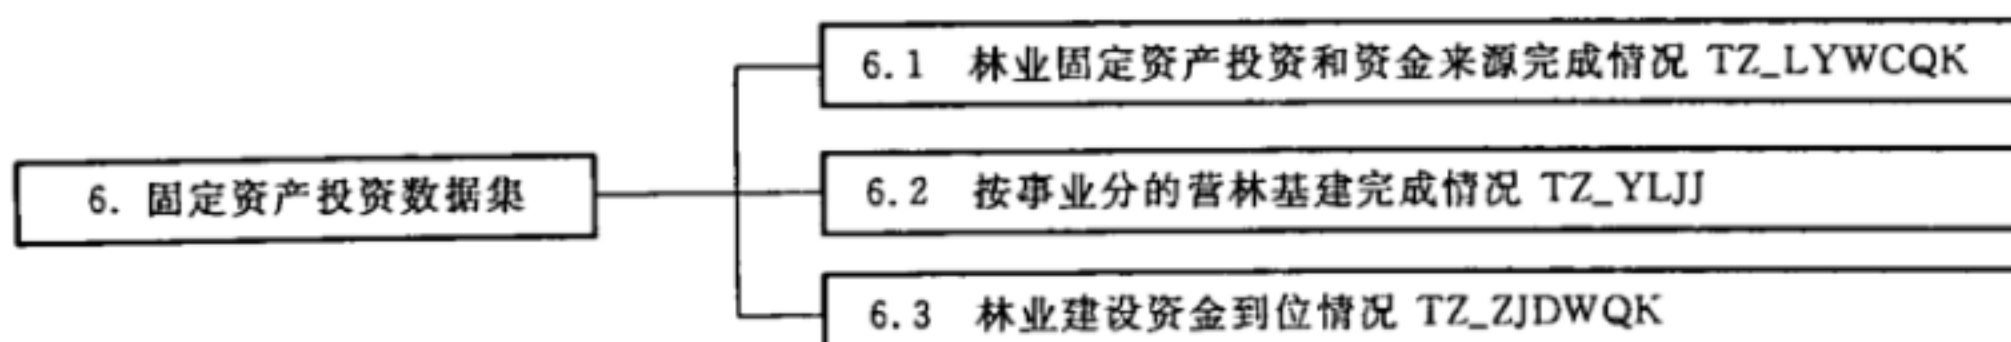 6.1 林业固定资产投资和资金来源完成情况 TZ_LYWCQK
6. 固定资产投资数据集
6.2 按事业分的营林基建完成情况 TZ_YLJJ
6.3 林业建设资金到位情况 TZ_ZJDWQK